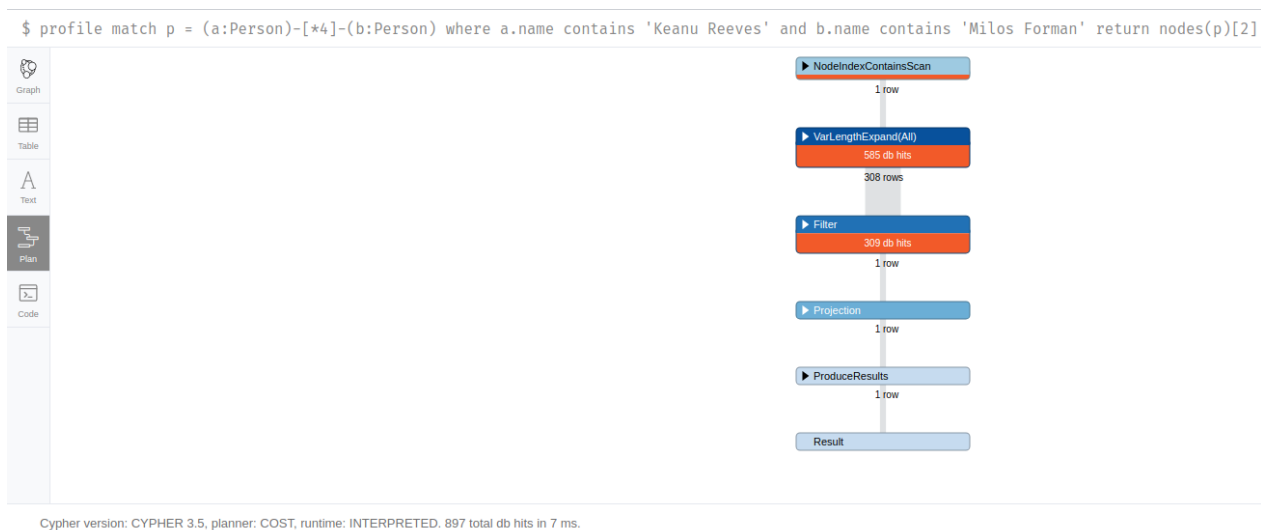 $ profile match p = (a:Person)-[*4]-(b:Person) where a.name contains 'Keanu Reeves' and b.name contains 'Milos Forman' return nodes(p)[2]
Graph
Table
Text
Plan
Code
NodeIndexContainsScan
1 row
VarLengthExpand(All)
585 db hits
308 rows
Filter
309 db hits
1 row
Projection
1 row
ProduceResults
1 row
Result
Cypher version: CYPHER 3.5, planner: COST, runtime: INTERPRETED. 897 total db hits in 7 ms.